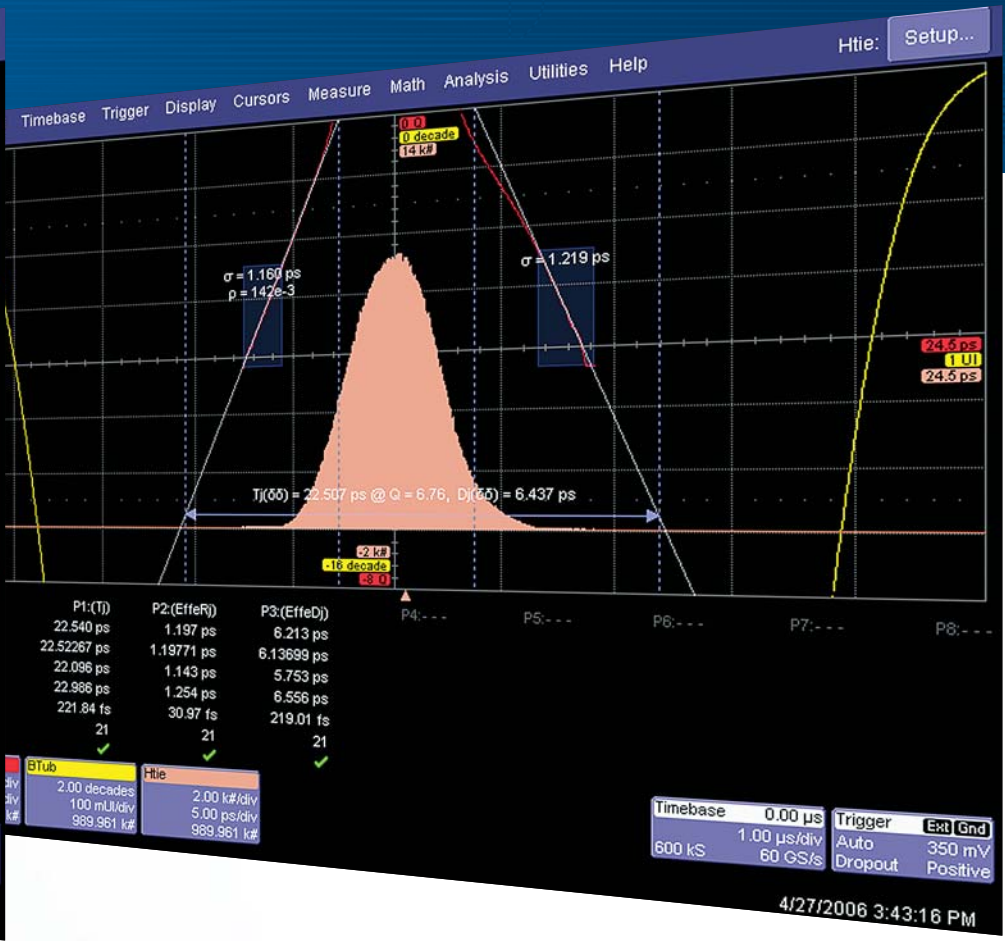 Htie: Setup...
Timebase Trigger Display Cursors Measure Math Analysis Utilities Help
0 Q
0 decade
14 k#
σ = 1.160 ps
ρ = 142e-3
σ = 1.219 ps
24.5 ps
1 UI
24.5 ps
Tj(δδ) = 22.507 ps @ Q = 6.76, Dj(δδ) = 6.437 ps
-2 k#
-16 decade
-8 Q
P1:(Tj) P2:(EffeRj) P3:(EffeDj) P4:- - - P5:- - - P6:- - - P7:- - - P8:- - -
22.540 ps 1.197 ps 6.213 ps
22.52267 ps 1.19771 ps 6.13699 ps
22.096 ps 1.143 ps 5.753 ps
22.986 ps 1.254 ps 6.556 ps
221.84 fs 30.97 fs 219.01 fs
21 21 21
div
div
k#
BTub
2.00 decades
100 mUI/div
989.961 k#
Htie
2.00 k#/div
5.00 ps/div
989.961 k#
Timebase 0.00 µs
1.00 µs/div
600 kS 60 GS/s
Trigger Ext Gnd
Auto 350 mV
Dropout Positive
4/27/2006 3:43:16 PM